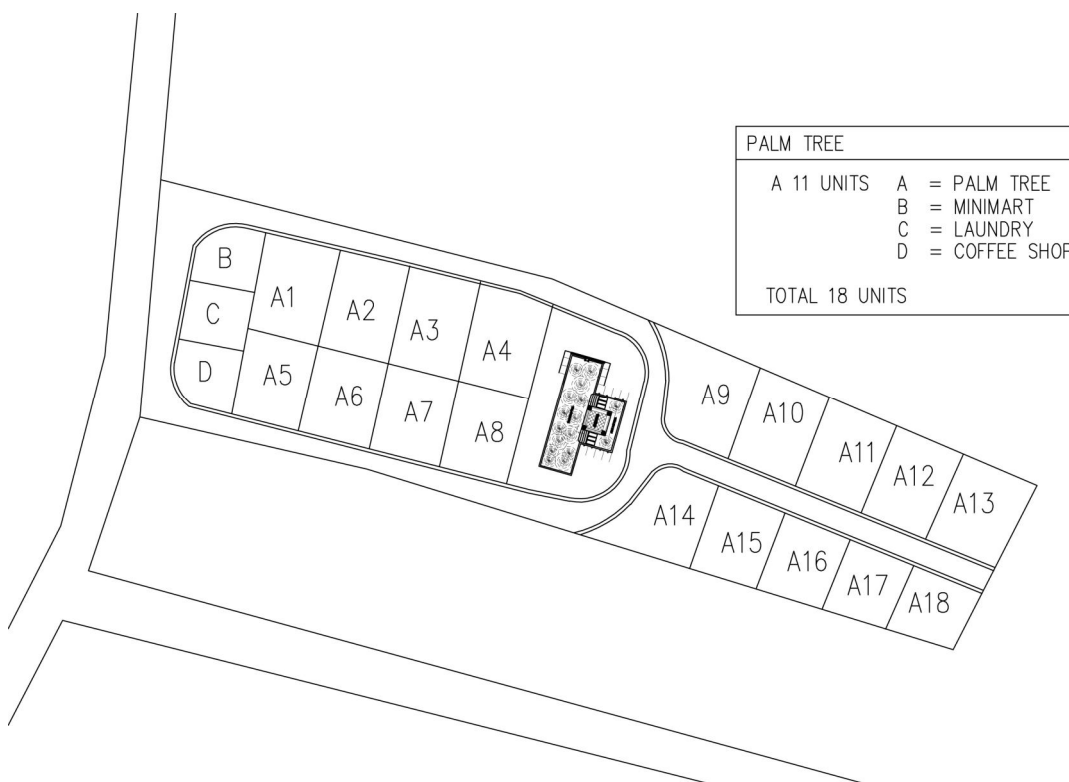 PALM TREE
A 11 UNITS A = PALM TREE
B = MINIMART
C = LAUNDRY
D = COFFEE SHOP
TOTAL 18 UNITS
B
C
D
A1
A2
A3
A4
A5
A6
A7
A8
A9
A10
A11
A12
A13
A14
A15
A16
A17
A18